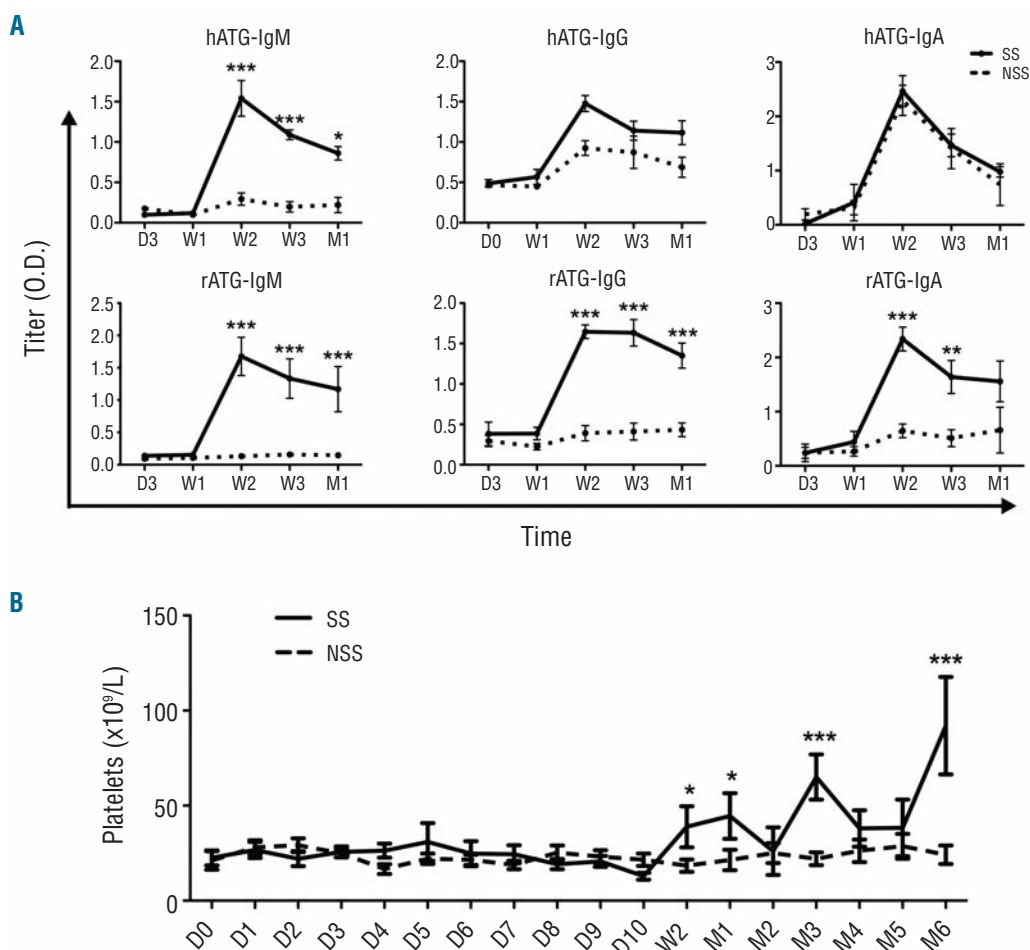 A
hATG-IgM
hATG-IgG
hATG-IgA
SS
NSS
2.0
1.5
1.0
0.5
0.0
***
***
*
D3 W1 W2 W3 M1
2.0
1.5
1.0
0.5
0.0
D0 W1 W2 W3 M1
3
2
1
0
D3 W1 W2 W3 M1
Titer (O.D.)
rATG-IgM
rATG-IgG
rATG-IgA
2.5
2.0
1.5
1.0
0.5
0.0
***
***
***
D3 W1 W2 W3 M1
2.0
1.5
1.0
0.5
0.0
***
***
***
D3 W1 W2 W3 M1
3
2
1
0
***
**
D3 W1 W2 W3 M1
Time
B
SS
NSS
Platelets (x10⁹/L)
150
100
50
0
*
*
***
***
D0 D1 D2 D3 D4 D5 D6 D7 D8 D9 D10 W2 M1 M2 M3 M4 M5 M6